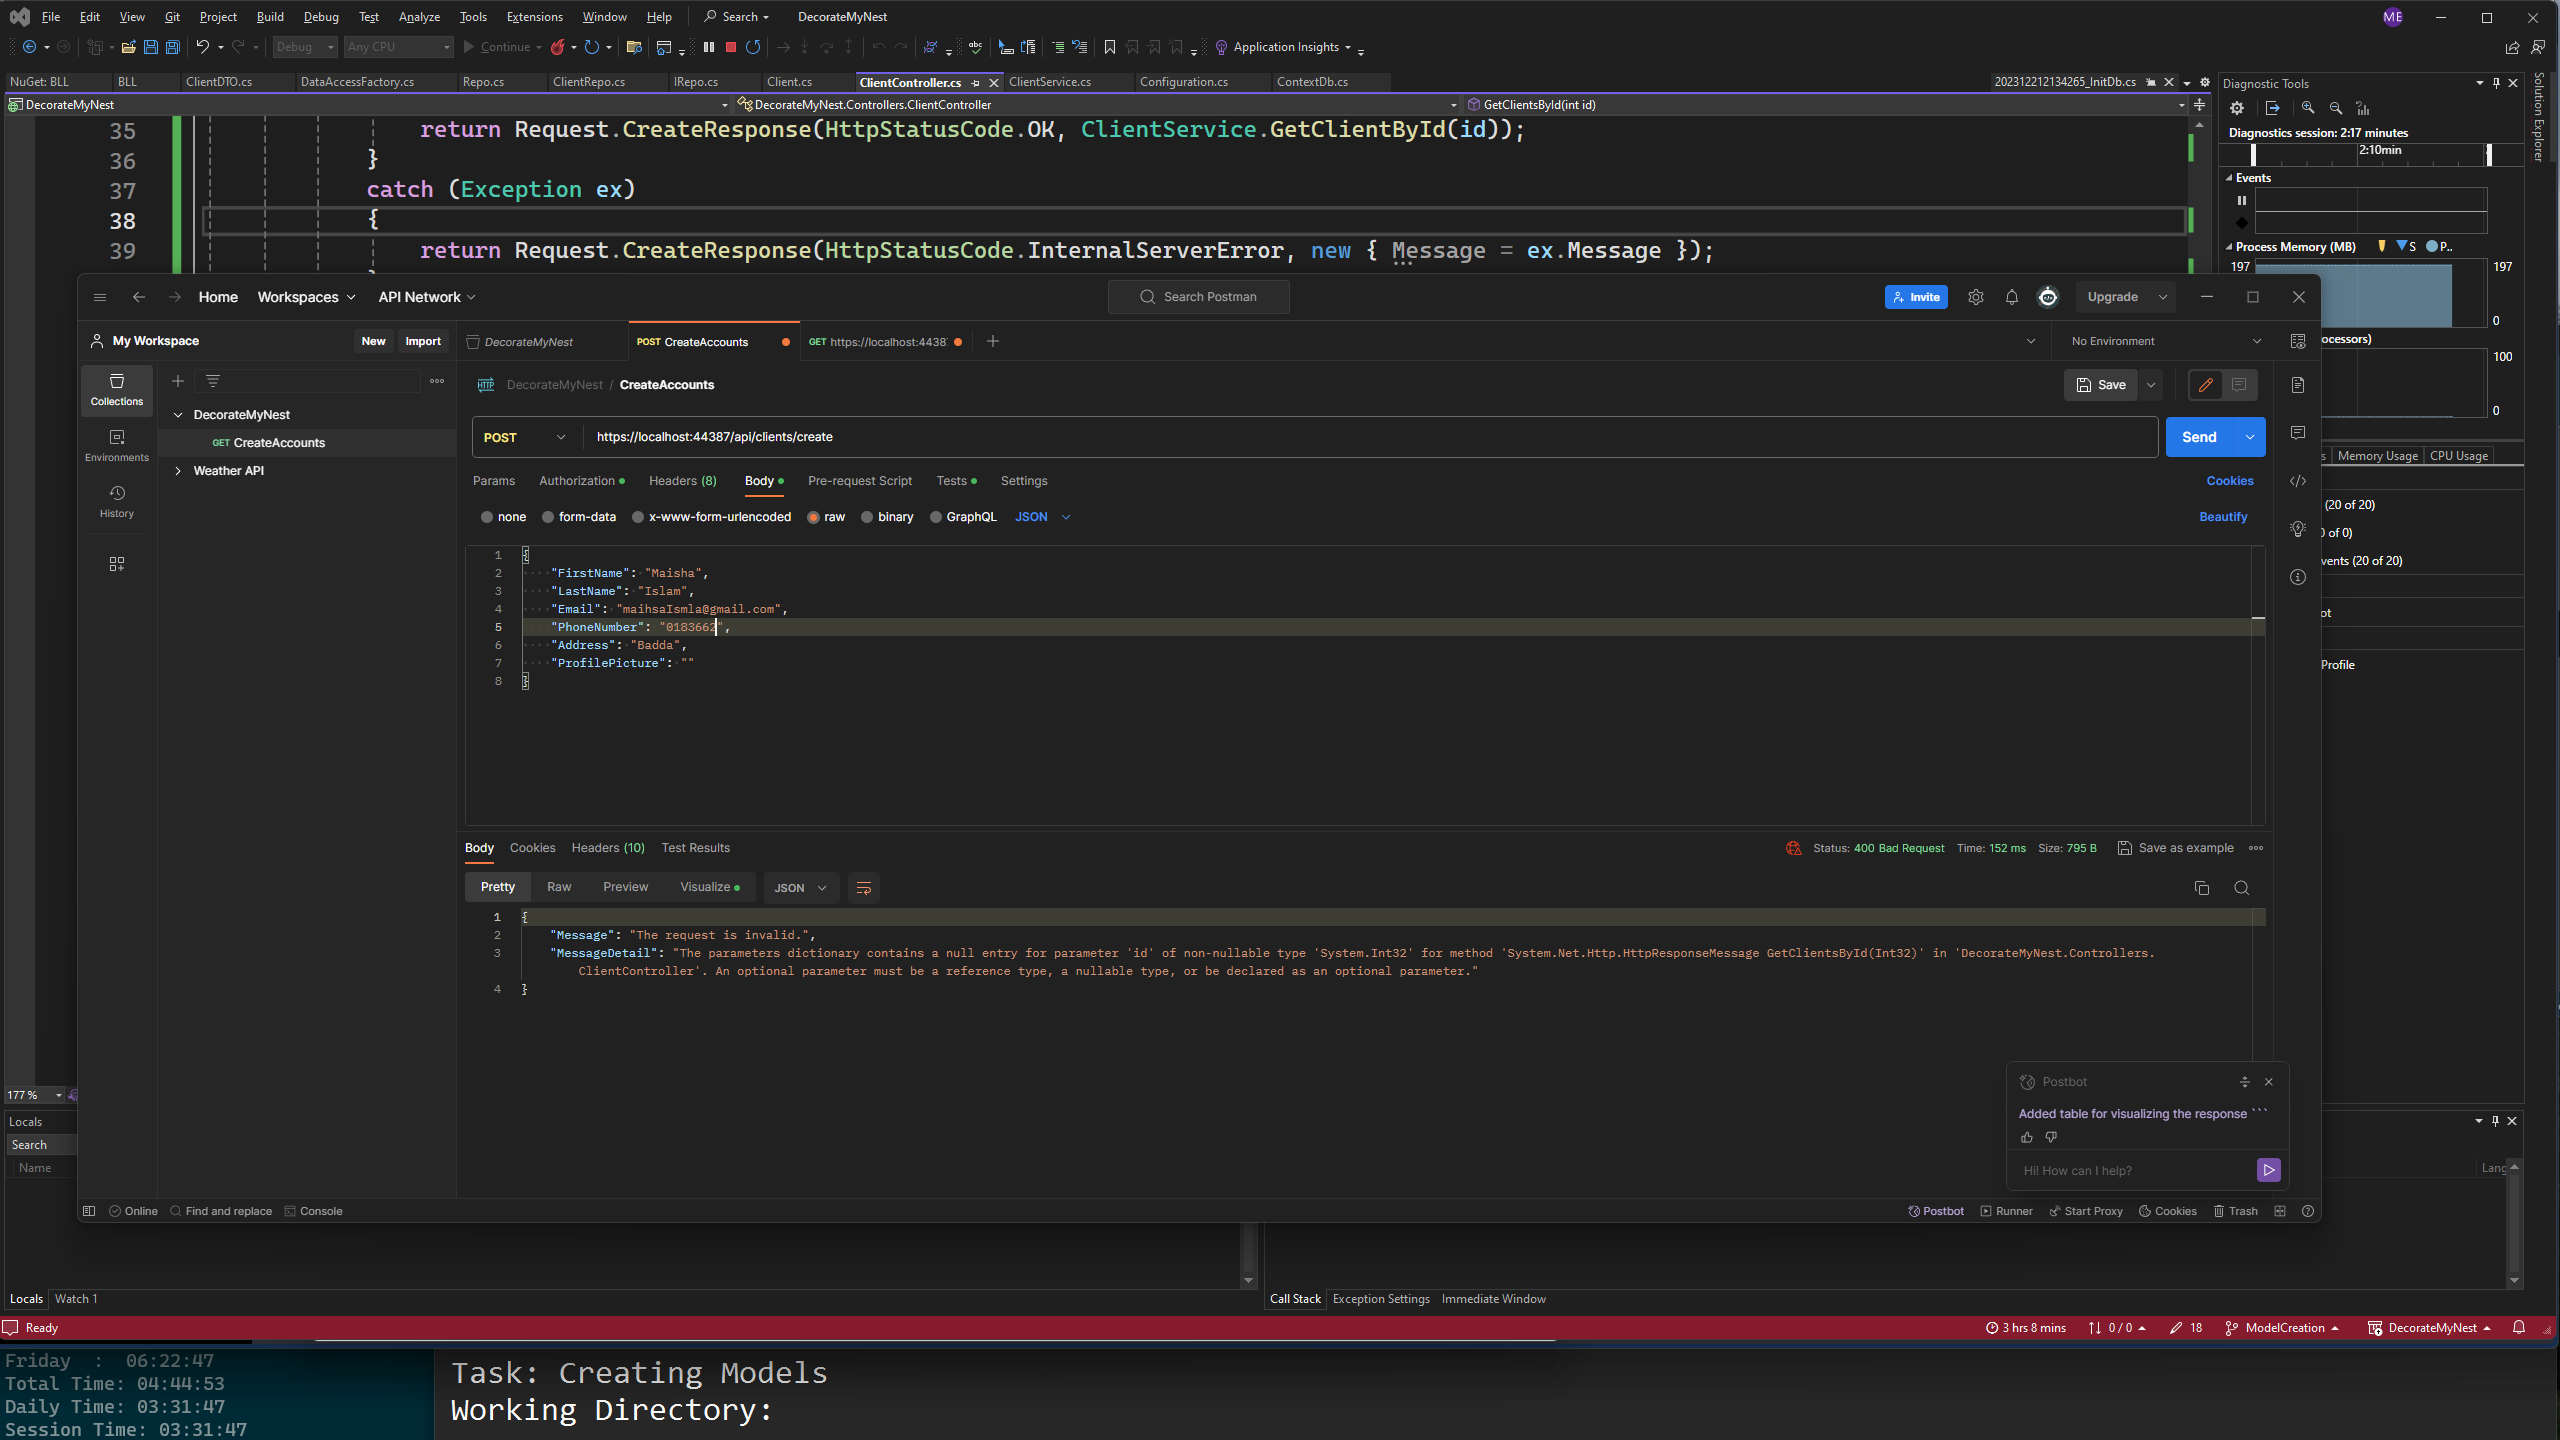 File Edit View Git Project Build Debug Test Analyze Tools Extensions Window Help Search DecorateMyNest ME
Debug Any CPU Continue Application Insights
NuGet: BLL BLL ClientDTO.cs DataAccessFactory.cs Repo.cs ClientRepo.cs IRepo.cs Client.cs ClientController.cs ClientService.cs Configuration.cs ContextDb.cs 202312212134265_InitDb.cs
DecorateMyNest DecorateMyNest.Controllers.ClientController GetClientsById(int id)
35 return Request.CreateResponse(HttpStatusCode.OK, ClientService.GetClientById(id));
36 }
37 catch (Exception ex)
38 {
39 return Request.CreateResponse(HttpStatusCode.InternalServerError, new { Message = ex.Message });
Diagnostic Tools
Diagnostics session: 2:17 minutes
2:10min
Events
Process Memory (MB) S P..
197 197
0
ocessors)
100
0
Memory Usage CPU Usage
(20 of 20)
of 0)
vents (20 of 20)
ot
Profile
Solution Explorer
Home Workspaces API Network Search Postman Invite Upgrade
My Workspace New Import DecorateMyNest POST CreateAccounts GET https://localhost:4438 No Environment
Collections
Environments
History
DecorateMyNest
GET CreateAccounts
Weather API
HTTP DecorateMyNest / CreateAccounts Save
POST https://localhost:44387/api/clients/create Send
Params Authorization Headers (8) Body Pre-request Script Tests Settings Cookies
none form-data x-www-form-urlencoded raw binary GraphQL JSON Beautify
1 {
2 "FirstName": "Maisha",
3 "LastName": "Islam",
4 "Email": "maihsaIsmla@gmail.com",
5 "PhoneNumber": "0183662",
6 "Address": "Badda",
7 "ProfilePicture": ""
8 }
Body Cookies Headers (10) Test Results Status: 400 Bad Request Time: 152 ms Size: 795 B Save as example
Pretty Raw Preview Visualize JSON
1 {
2 "Message": "The request is invalid.",
3 "MessageDetail": "The parameters dictionary contains a null entry for parameter 'id' of non-nullable type 'System.Int32' for method 'System.Net.Http.HttpResponseMessage GetClientsById(Int32)' in 'DecorateMyNest.Controllers.
ClientController'. An optional parameter must be a reference type, a nullable type, or be declared as an optional parameter."
4 }
Postbot
Added table for visualizing the response ```
Hi! How can I help?
Online Find and replace Console Postbot Runner Start Proxy Cookies Trash
177 %
Locals
Search
Name
Lang
Locals Watch 1 Call Stack Exception Settings Immediate Window
Ready 3 hrs 8 mins 0 / 0 18 ModelCreation DecorateMyNest
Friday : 06:22:47
Total Time: 04:44:53
Daily Time: 03:31:47
Session Time: 03:31:47
Task: Creating Models
Working Directory: